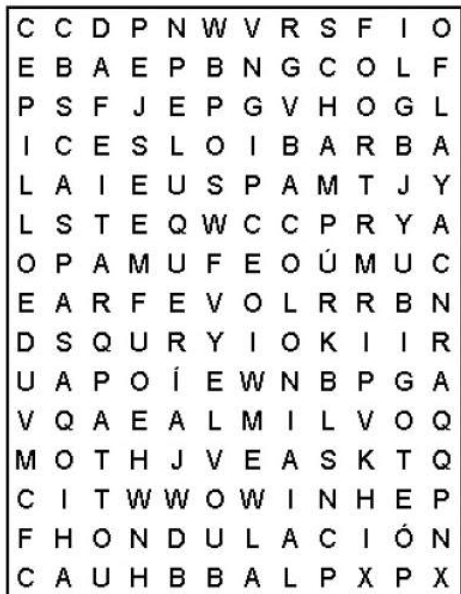 C C D P N W V R S F I O
E B A E P B N G C O L F
P S F J E P G V H O G L
I C E S L O I B A R B A
L A I E U S P A M T J Y
L S T E Q W C C P R Y A
O P A M U F E O Ú M U C
E A R F E V O L R R B N
D S Q U R Y I O K I I R
U A P O Í E W N B P G A
V Q A E A L M I L V O Q
M O T H J V E A S K T Q
C I T W W O W I N H E P
F H O N D U L A C I Ó N
C A U H B B A L P X P X